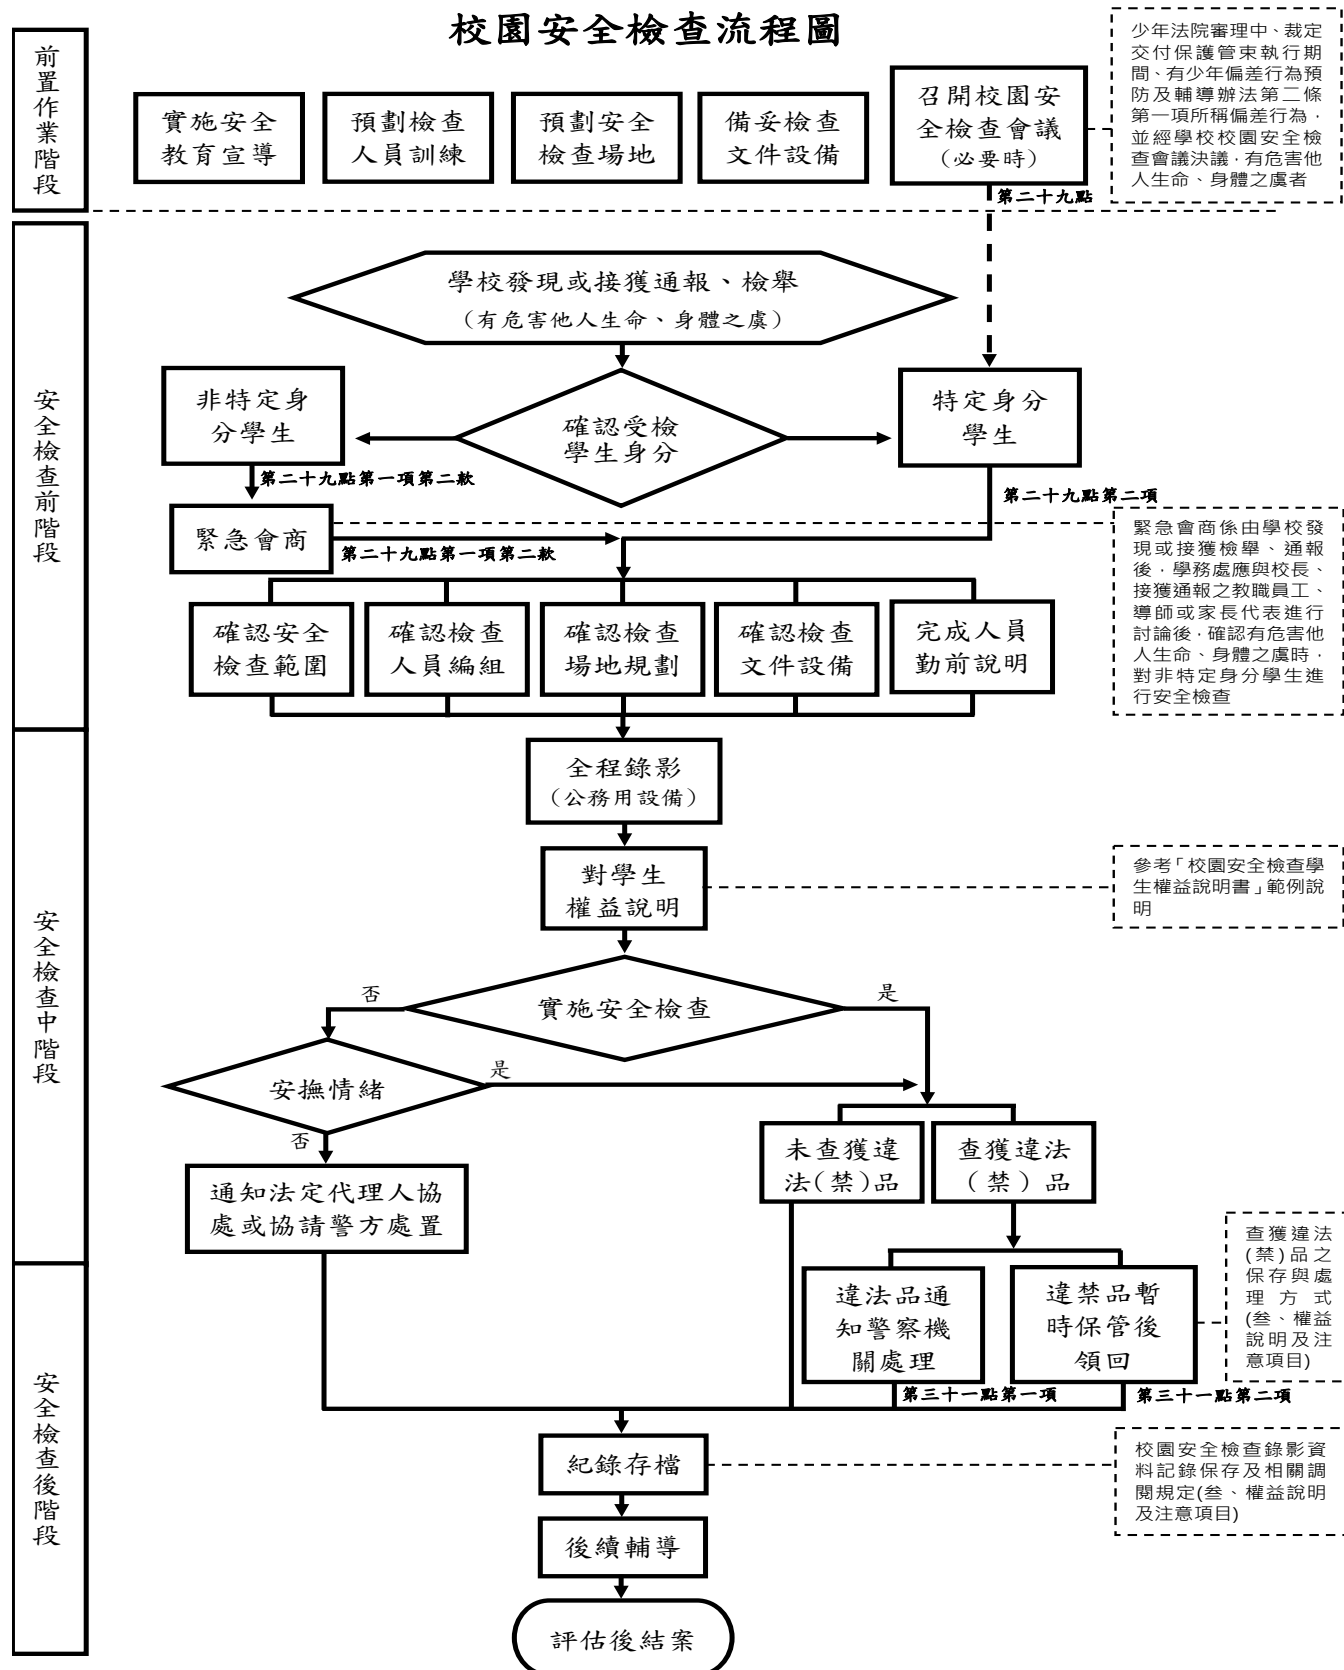 校園安全檢查流程圖
前置作業階段
實施安全
教育宣導
預劃檢查
人員訓練
預劃安全
檢查場地
備妥檢查
文件設備
召開校園安
全檢查會議
(必要時)
少年法院審理中、裁定
交付保護管束執行期
間、有少年偏差行為預
防及輔導辦法第二條
第一項所稱偏差行為，
並經學校校園安全檢
查會議決議，有危害他
人生命、身體之虞者
第二十九點
安全檢查前階段
學校發現或接獲通報、檢舉
(有危害他人生命、身體之虞)
非特定身
分學生
確認受檢
學生身分
特定身分
學生
第二十九點第一項第二款
第二十九點第二項
緊急會商
第二十九點第一項第二款
緊急會商係由學校發
現或接獲檢舉、通報
後，學務處應與校長、
接獲通報之教職員工、
導師或家長代表進行
討論後，確認有危害他
人生命、身體之虞時，
對非特定身分學生進
行安全檢查
確認安全
檢查範圍
確認檢查
人員編組
確認檢查
場地規劃
確認檢查
文件設備
完成人員
勤前說明
安全檢查中階段
全程錄影
(公務用設備)
對學生
權益說明
參考「校園安全檢查學
生權益說明書」範例說
明
實施安全檢查
否
是
安撫情緒
是
否
未查獲違
法(禁)品
查獲違法
(禁)品
通知法定代理人協
處或協請警方處置
查獲違法
(禁)品之
保存與處
理方式
(叁、權益
說明及注
意項目)
安全檢查後階段
違法品通
知警察機
關處理
違禁品暫
時保管後
領回
第三十一點第一項
第三十一點第二項
紀錄存檔
校園安全檢查錄影資
料記錄保存及相關調
閱規定(叁、權益說明
及注意項目)
後續輔導
評估後結案